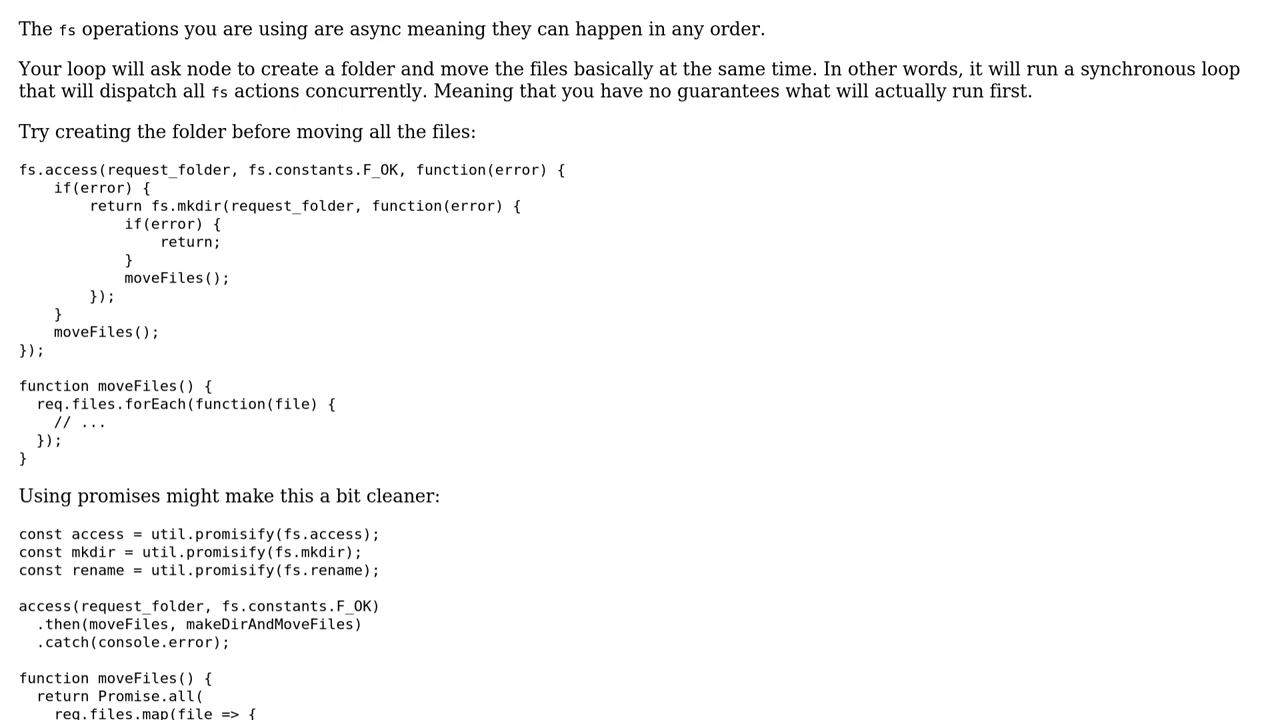 The fs operations you are using are async meaning they can happen in any order.
Your loop will ask node to create a folder and move the files basically at the same time. In other words, it will run a synchronous loop
that will dispatch all fs actions concurrently. Meaning that you have no guarantees what will actually run first.
Try creating the folder before moving all the files:
fs.access(request_folder, fs.constants.F_OK, function(error) {
    if(error) {
        return fs.mkdir(request_folder, function(error) {
            if(error) {
                return;
            }
            moveFiles();
        });
    }
    moveFiles();
});
function moveFiles() {
  req.files.forEach(function(file) {
    // ...
  });
}
Using promises might make this a bit cleaner:
const access = util.promisify(fs.access);
const mkdir = util.promisify(fs.mkdir);
const rename = util.promisify(fs.rename);
access(request_folder, fs.constants.F_OK)
  .then(moveFiles, makeDirAndMoveFiles)
  .catch(console.error);
function moveFiles() {
  return Promise.all(
    req.files.map(file => {